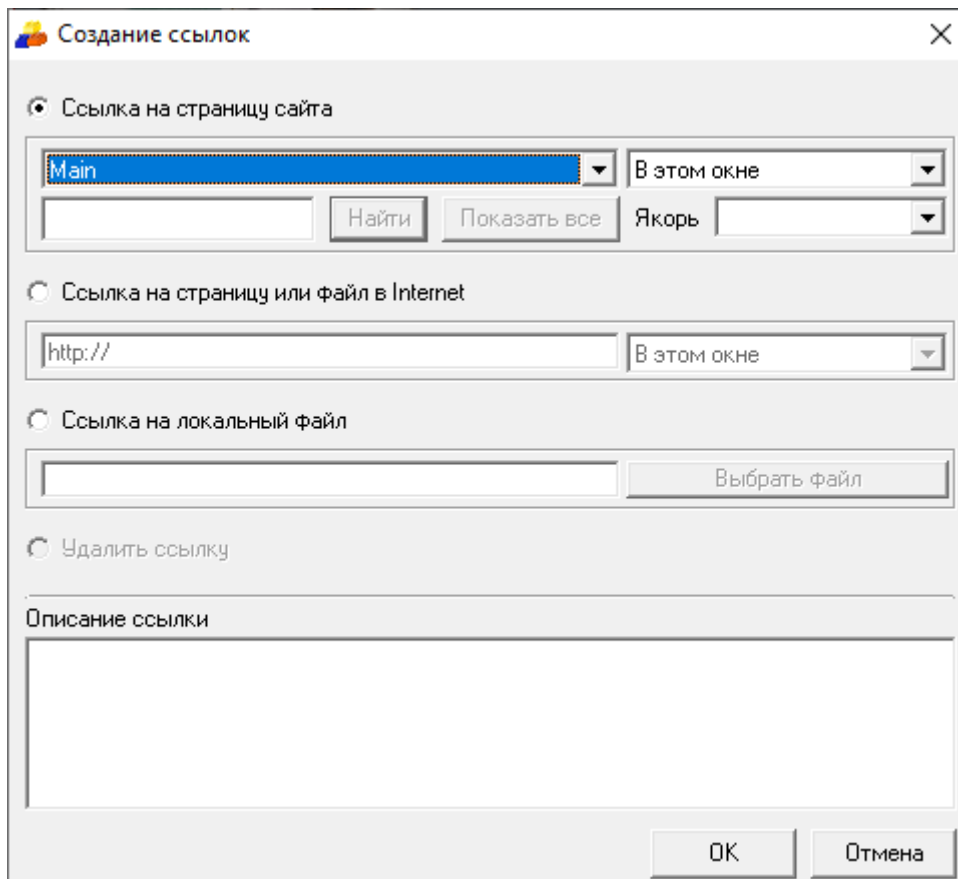 Создание ссылок
Ссылка на страницу сайта
Main В этом окне
Найти Показать все Якорь
Ссылка на страницу или файл в Internet
http:// В этом окне
Ссылка на локальный файл
Выбрать файл
Удалить ссылку
Описание ссылки
OK Отмена